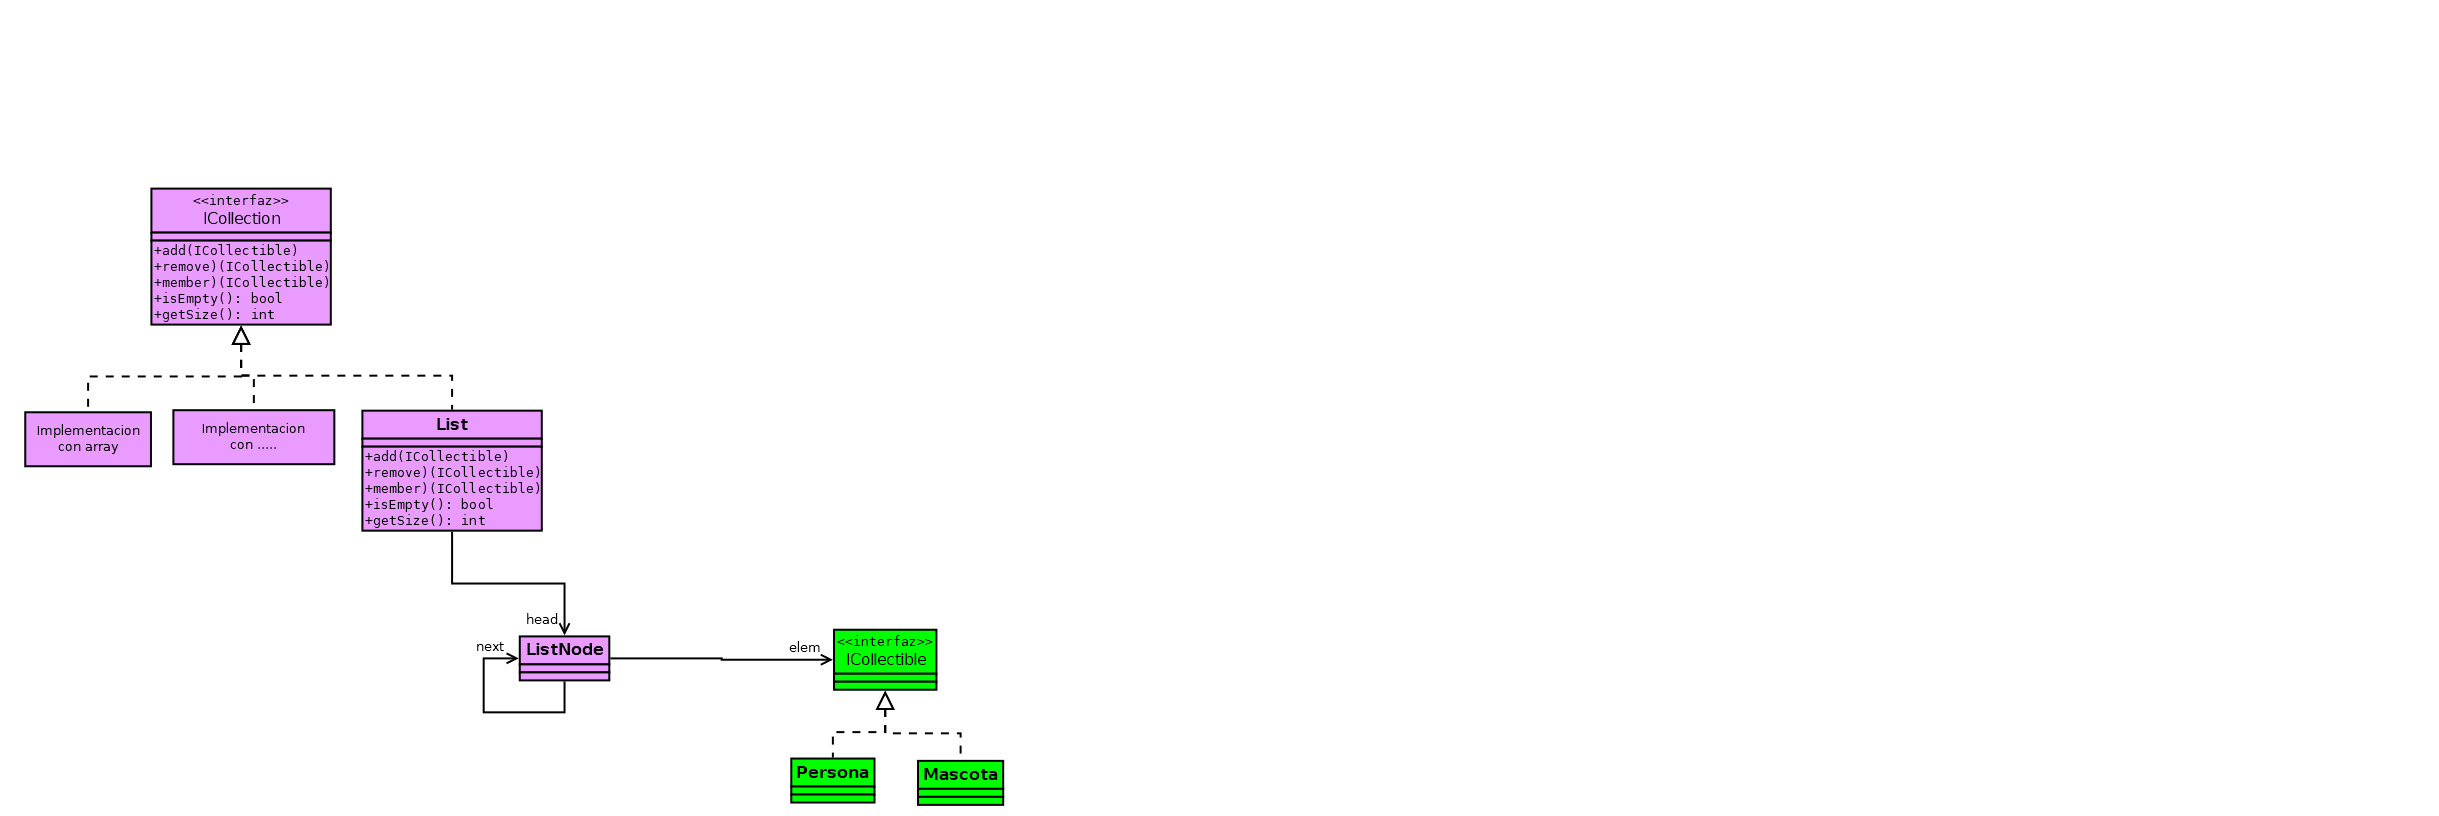 <<interfaz>>
ICollection
+add(ICollectible)
+remove)(ICollectible)
+member)(ICollectible)
+isEmpty(): bool
+getSize(): int
Implementacion
con array
Implementacion
con .....
List
+add(ICollectible)
+remove)(ICollectible)
+member)(ICollectible)
+isEmpty(): bool
+getSize(): int
head
next
ListNode
elem
<<interfaz>>
ICollectible
Persona
Mascota